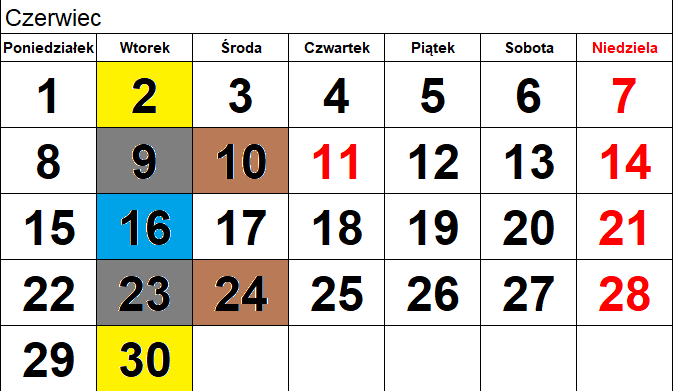 Czerwiec
Poniedziałek Wtorek Środa Czwartek Piątek Sobota Niedziela
1 2 3 4 5 6 7
8 9 10 11 12 13 14
15 16 17 18 19 20 21
22 23 24 25 26 27 28
29 30